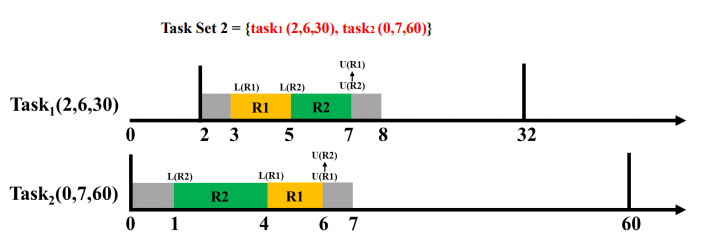 Task Set 2 = {task₁ (2,6,30), task₂ (0,7,60)}
U(R1)
L(R1) L(R2) U(R2)
Task₁(2,6,30) R1 R2
0 2 3 5 7 8 32
U(R2)
L(R2) L(R1) U(R1)
Task₂(0,7,60) R2 R1
0 1 4 6 7 60